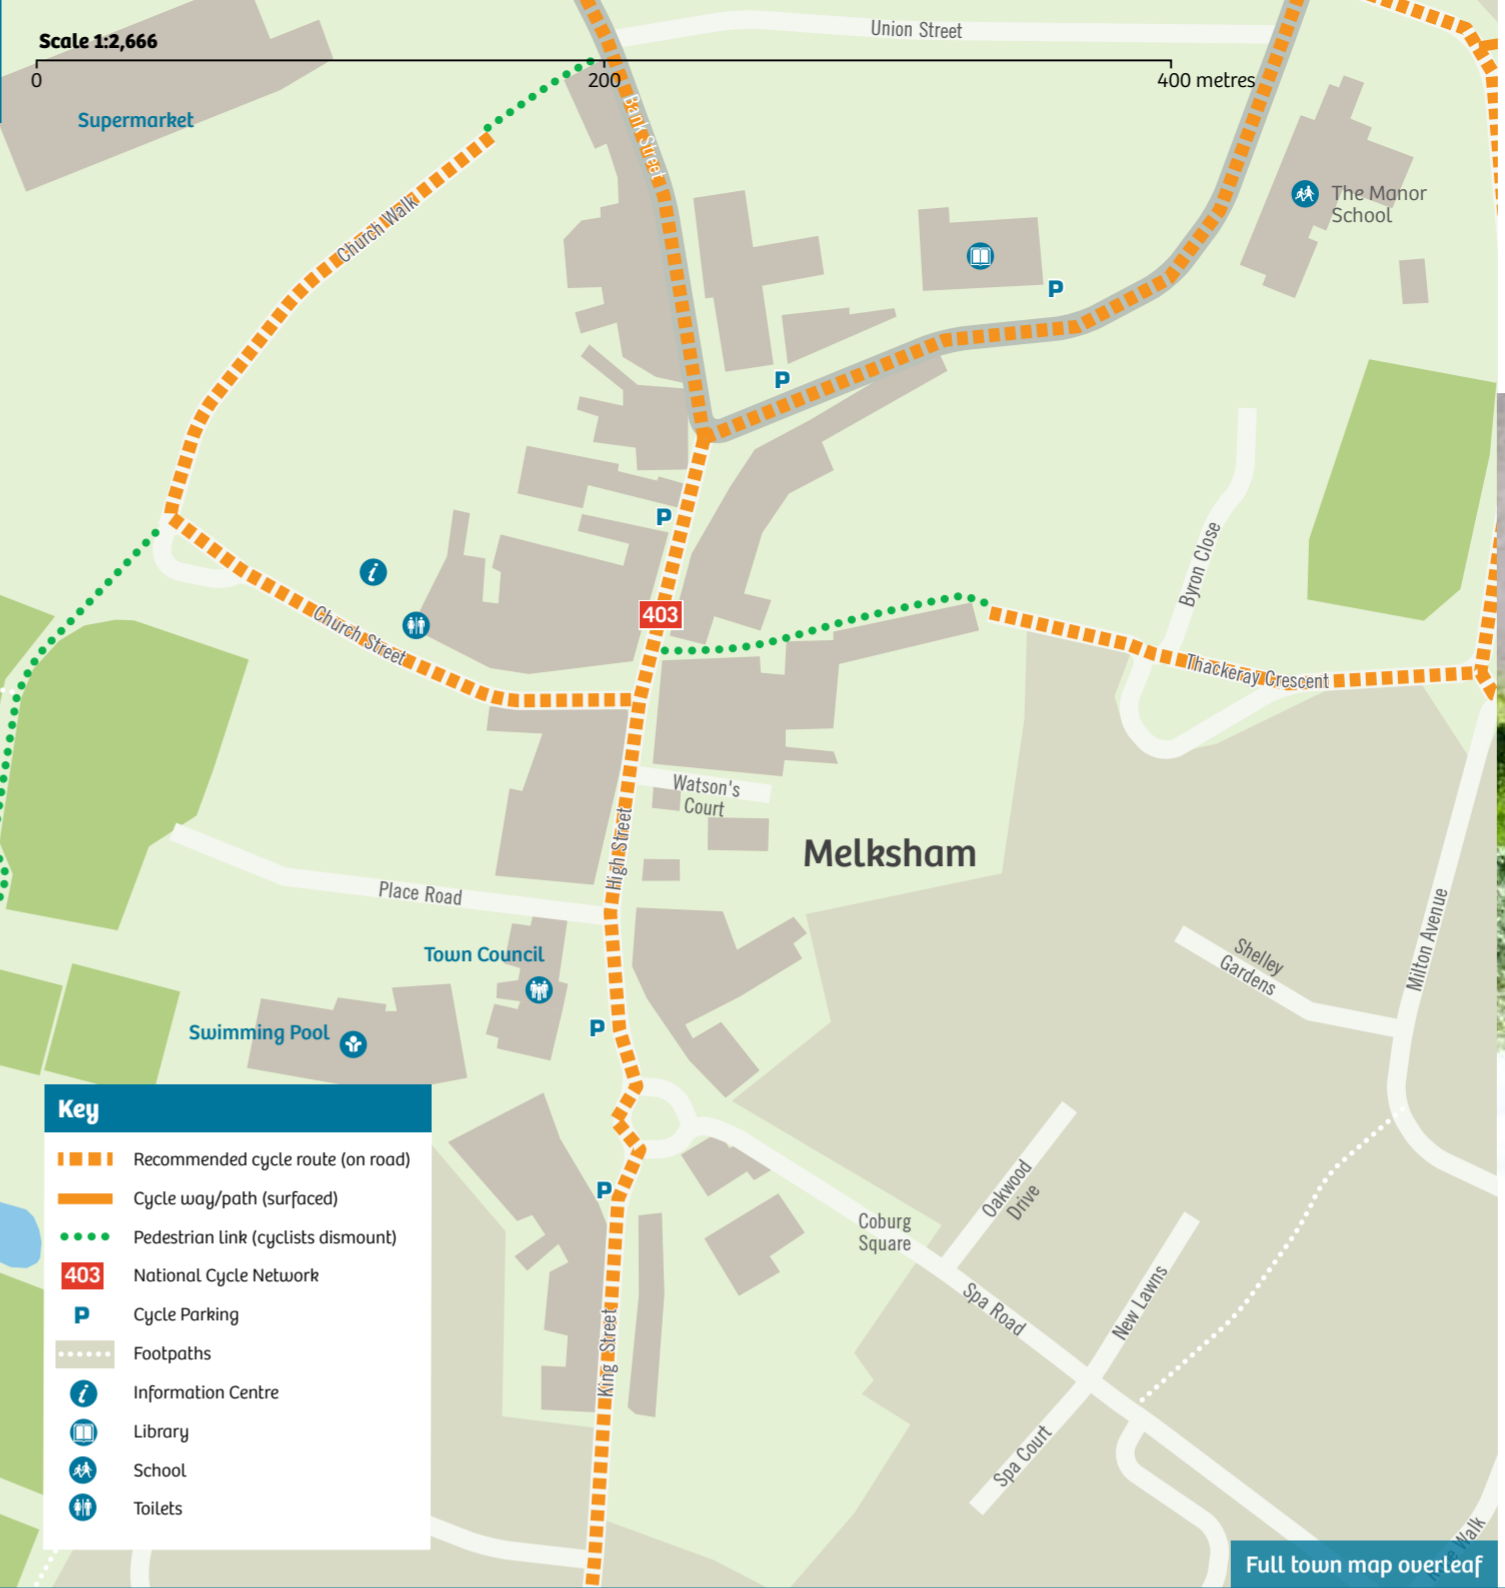 Union Street
Scale 1:2,666
0
200
400 metres
Supermarket
Bank Street
The Manor
School
P
Church Walk
P
P
Byron Close
403
Church Street
Thackeray Crescent
Watson's
Court
High Street
Melksham
Place Road
Milton Avenue
Town Council
Shelley
Gardens
Swimming Pool
P
Key
Recommended cycle route (on road)
Cycle way/path (surfaced)
Pedestrian link (cyclists dismount)
403
National Cycle Network
P
Cycle Parking
Footpaths
i
Information Centre
Library
School
Toilets
i
P
Oakwood
Drive
Coburg
Square
Spa Road
New Lawns
King Street
Spa Court
Walk
Full town map overleaf